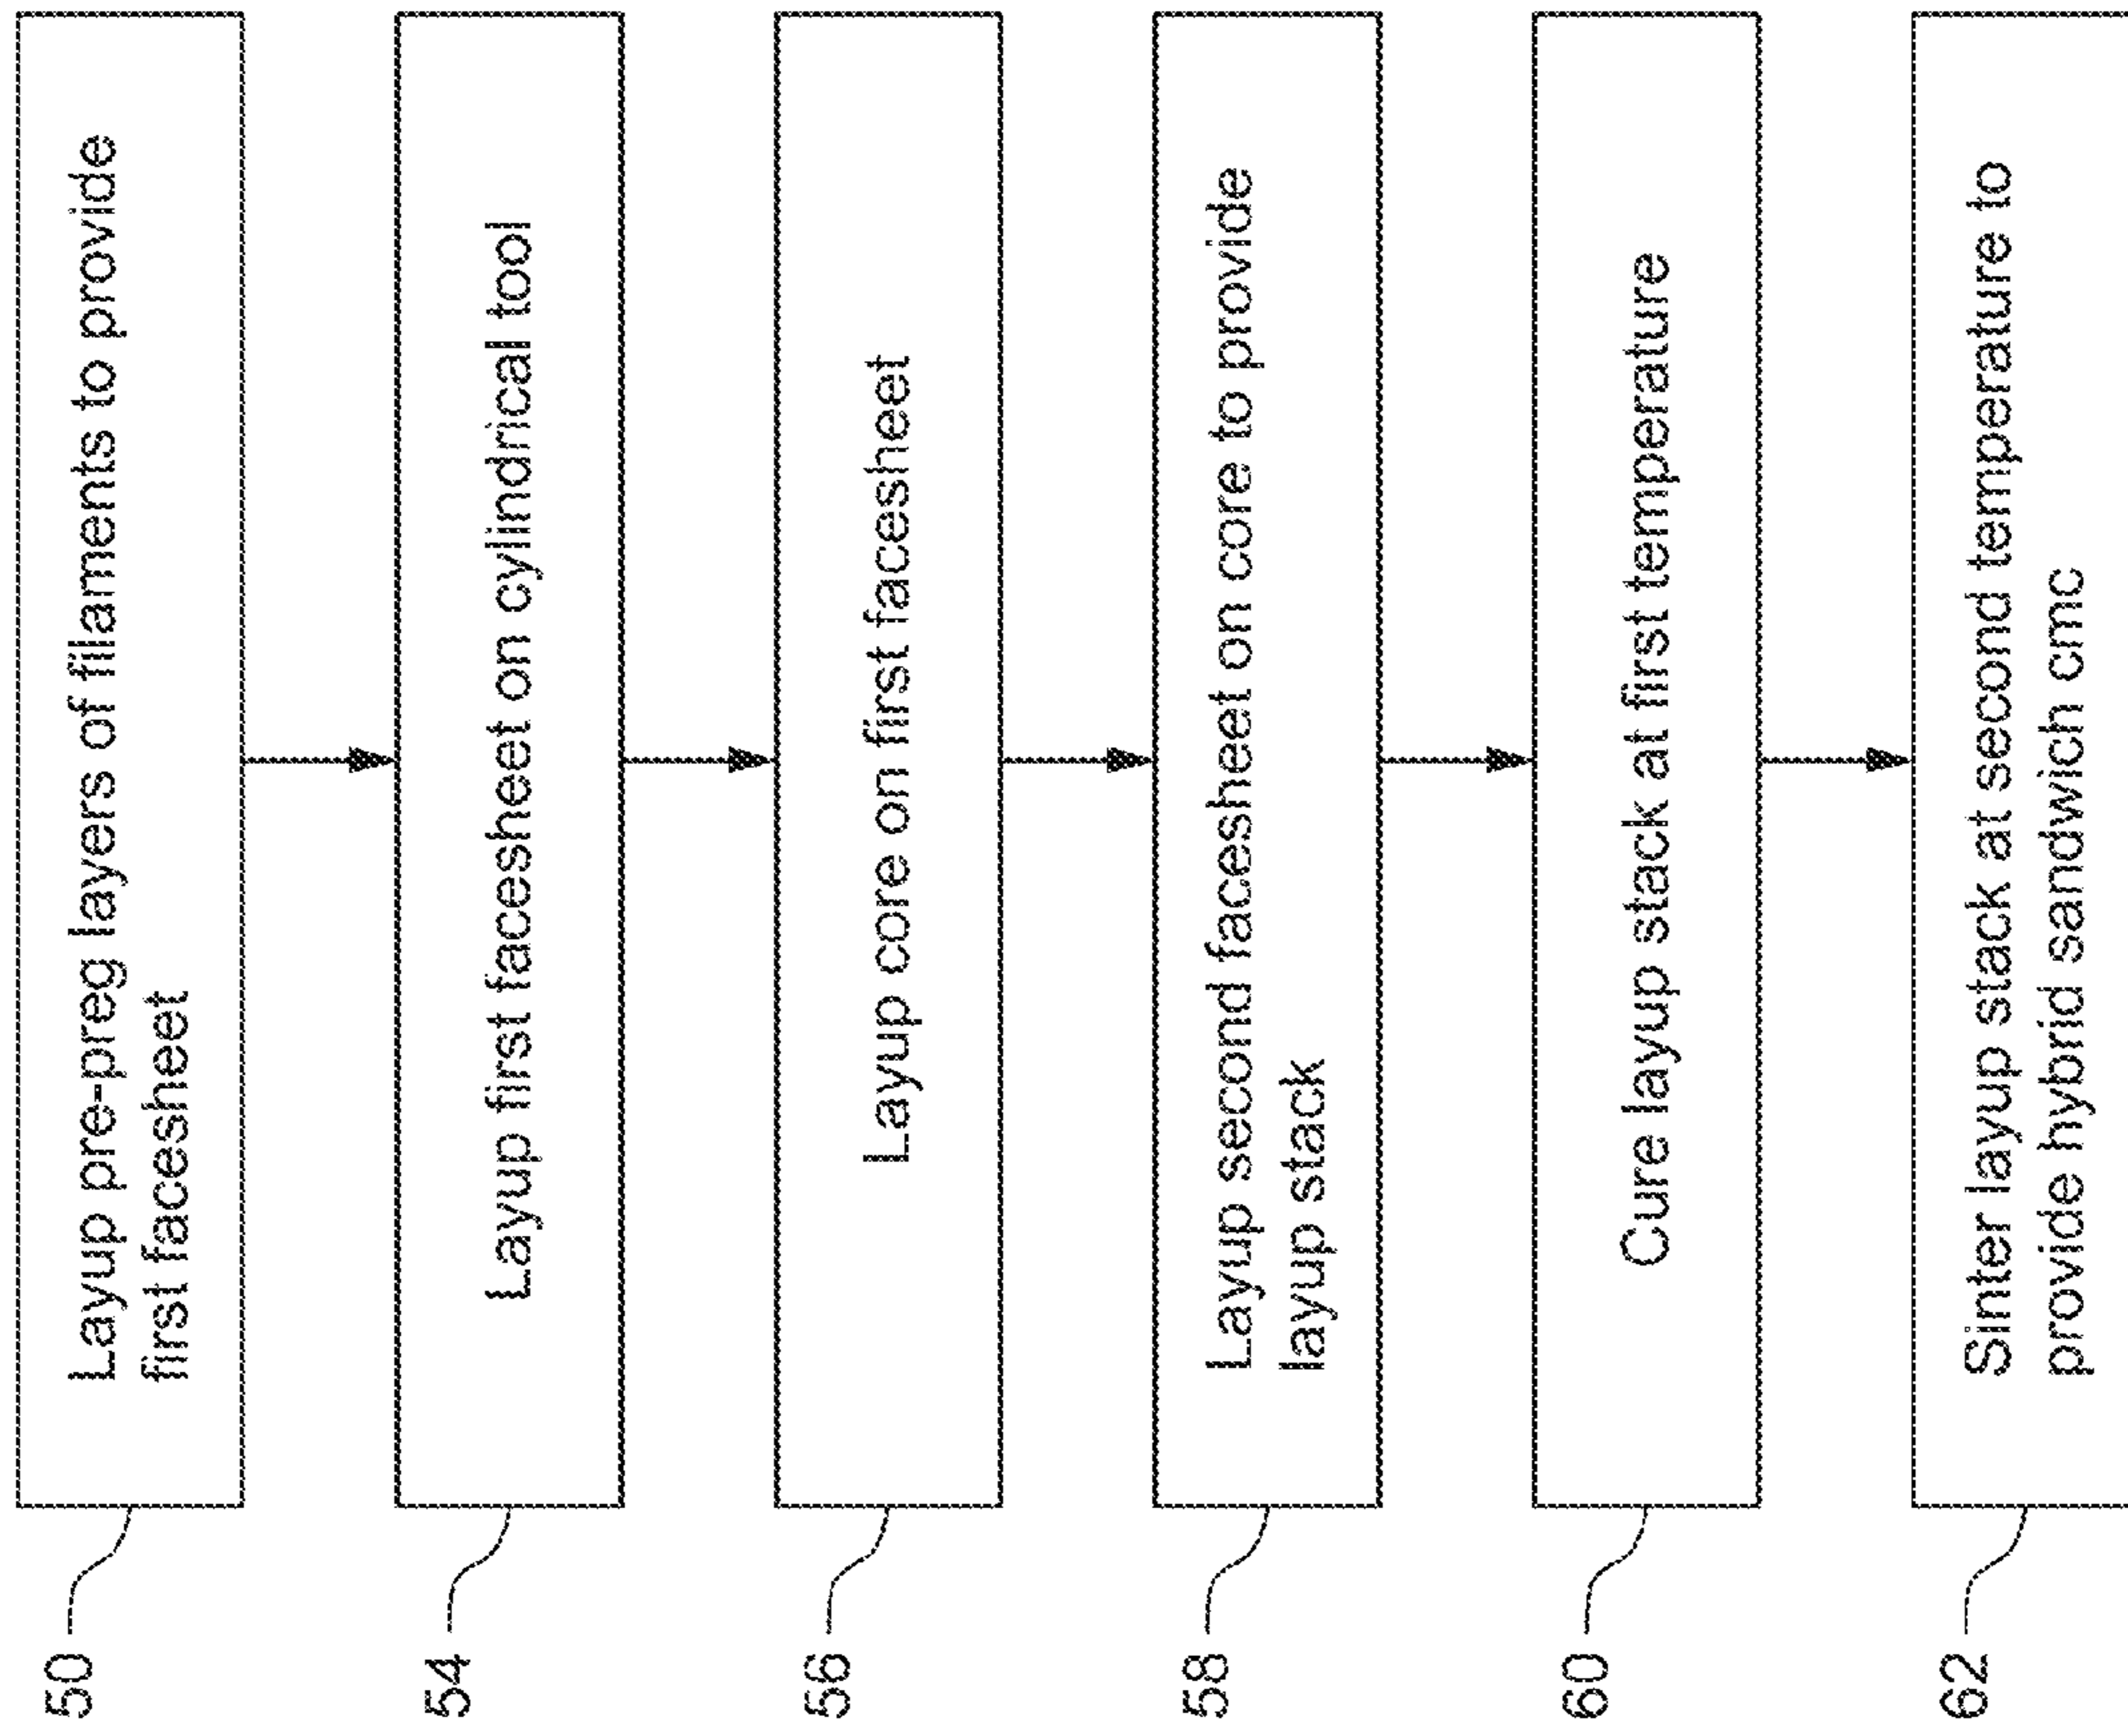 50
Layup pre-preg layers of filaments to provide
first facesheet
54
Layup first facesheet on cylindrical tool
56
Layup core on first facesheet
58
Layup second facesheet on core to provide
layup stack
60
Cure layup stack at first temperature
62
Sinter layup stack at second temperature to
provide hybrid sandwich cmc